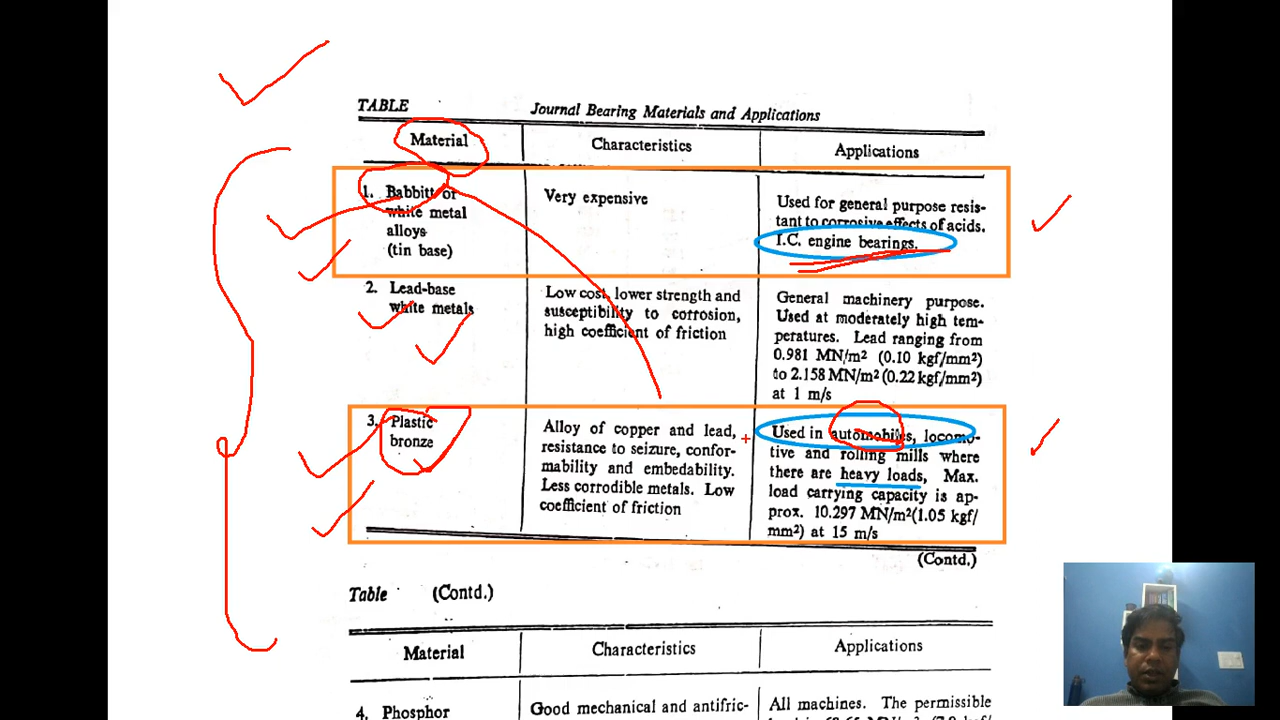 TABLE Journal Bearing Materials and Applications
Material Characteristics Applications
1. Babbitt or
white metal
alloys
(tin base)
Very expensive
Used for general purpose resis-
tant to corrosive effects of acids.
I.C. engine bearings.
2. Lead-base
white metals
Low cost, lower strength and
susceptibility to corrosion,
high coefficient of friction
General machinery purpose.
Used at moderately high tem-
peratures. Lead ranging from
0.981 MN/m² (0.10 kgf/mm²)
to 2.158 MN/m² (0.22 kgf/mm²)
at 1 m/s
3. Plastic
bronze
Alloy of copper and lead,
resistance to seizure, confor-
mability and embedability.
Less corrodible metals. Low
coefficient of friction
Used in automobiles, locomo-
tive and rolling mills where
there are heavy loads, Max.
load carrying capacity is ap-
prox. 10.297 MN/m² (1.05 kgf/
mm²) at 15 m/s
(Contd.)
Table (Contd.)
Material Characteristics Applications
4. Phosphor
Good mechanical and antifric-
All machines. The permissible